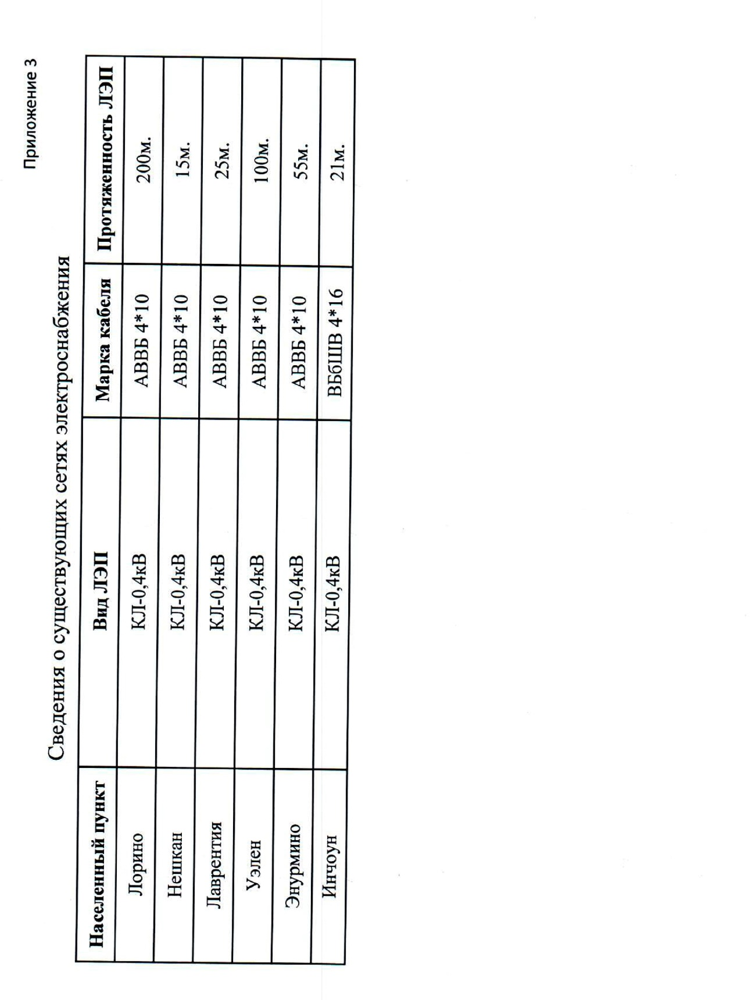 Приложение 3
Сведения о существующих сетях электроснабжения
Населенный пункт Вид ЛЭП Марка кабеля Протяженность ЛЭП
Лорино КЛ-0,4кВ АВВБ 4*10 200м.
Нешкан КЛ-0,4кВ АВВБ 4*10 15м.
Лаврентия КЛ-0,4кВ АВВБ 4*10 25м.
Уэлен КЛ-0,4кВ АВВБ 4*10 100м.
Энурмино КЛ-0,4кВ АВВБ 4*10 55м.
Инчоун КЛ-0,4кВ ВБбШВ 4*16 21м.